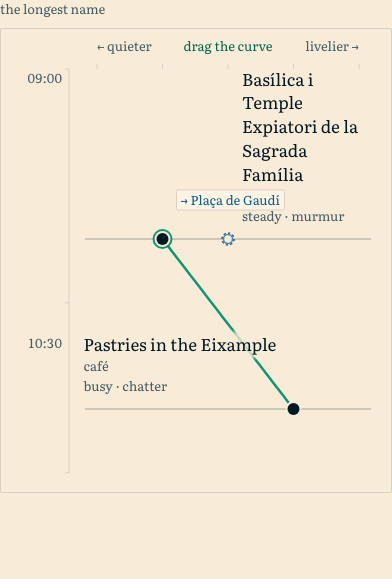 the longest name
← quieter drag the curve livelier →
09:00
Basílica i
Temple
Expiatori de la
Sagrada
Família
→ Plaça de Gaudí
steady · murmur
10:30
Pastries in the Eixample
café
busy · chatter